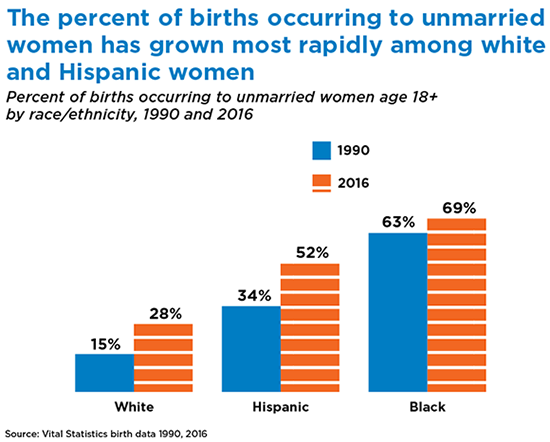 The percent of births occurring to unmarried
women has grown most rapidly among white
and Hispanic women
Percent of births occurring to unmarried women age 18+
by race/ethnicity, 1990 and 2016
1990
2016
15%
28%
34%
52%
63%
69%
White
Hispanic
Black
Source: Vital Statistics birth data 1990, 2016